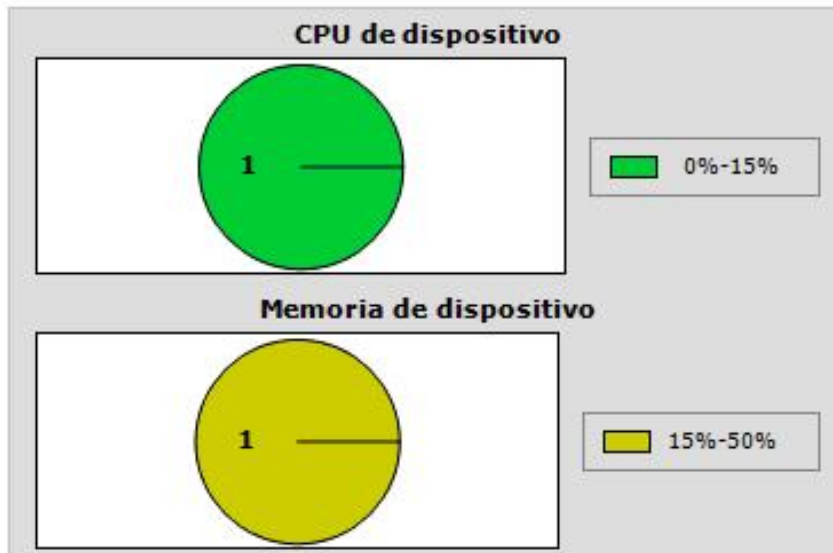 CPU de dispositivo
1
0%-15%
Memoria de dispositivo
1
15%-50%